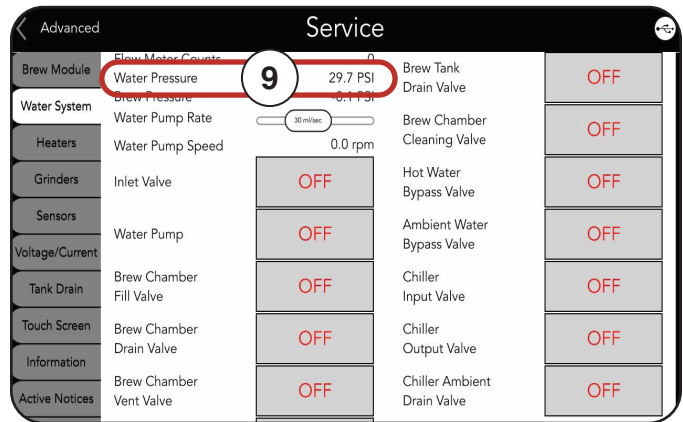 Advanced
Service
Brew Module
Water System
Heaters
Grinders
Sensors
Voltage/Current
Tank Drain
Touch Screen
Information
Active Notices
Flow Meter Counts 0
Water Pressure 9 29.7 PSI
Brew Pressure -0.1 PSI
Water Pump Rate 30 ml/sec
Water Pump Speed 0.0 rpm
Inlet Valve OFF
Water Pump OFF
Brew Chamber
Fill Valve OFF
Brew Chamber
Drain Valve OFF
Brew Chamber
Vent Valve OFF
Brew Tank
Drain Valve OFF
Brew Chamber
Cleaning Valve OFF
Hot Water
Bypass Valve OFF
Ambient Water
Bypass Valve OFF
Chiller
Input Valve OFF
Chiller
Output Valve OFF
Chiller Ambient
Drain Valve OFF